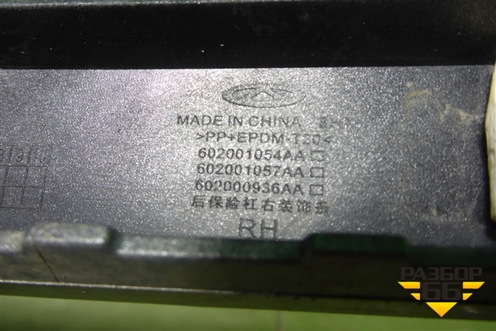 MADE IN CHINA
>PP+EPDM-T20<
602001054AA□
602001057AA□
602000936AA□
后保险杠右装饰条
RH
РАЗБОР
66